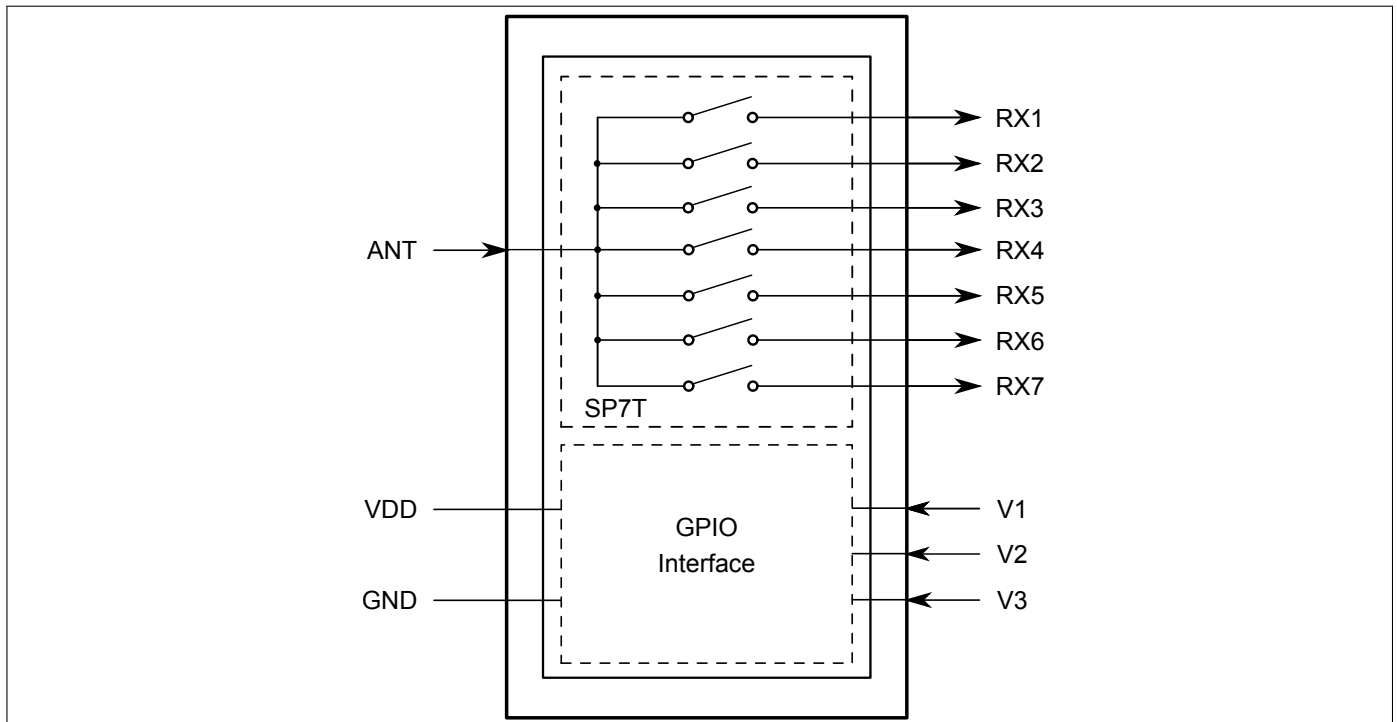 RX1
RX2
RX3
ANT
RX4
RX5
RX6
RX7
SP7T
VDD
GPIO
Interface
V1
V2
GND
V3